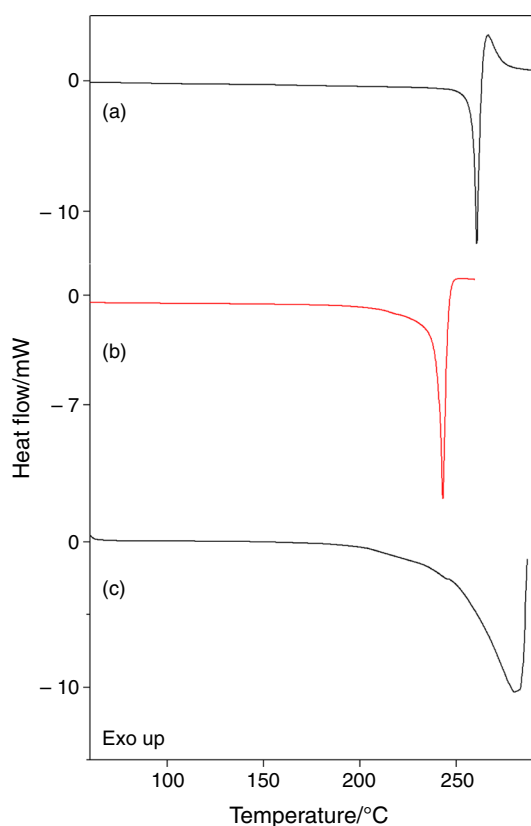 0
(a)
– 10
0
(b)
– 7
Heat flow/mW
0
(c)
– 10
Exo up
100 150 200 250
Temperature/°C